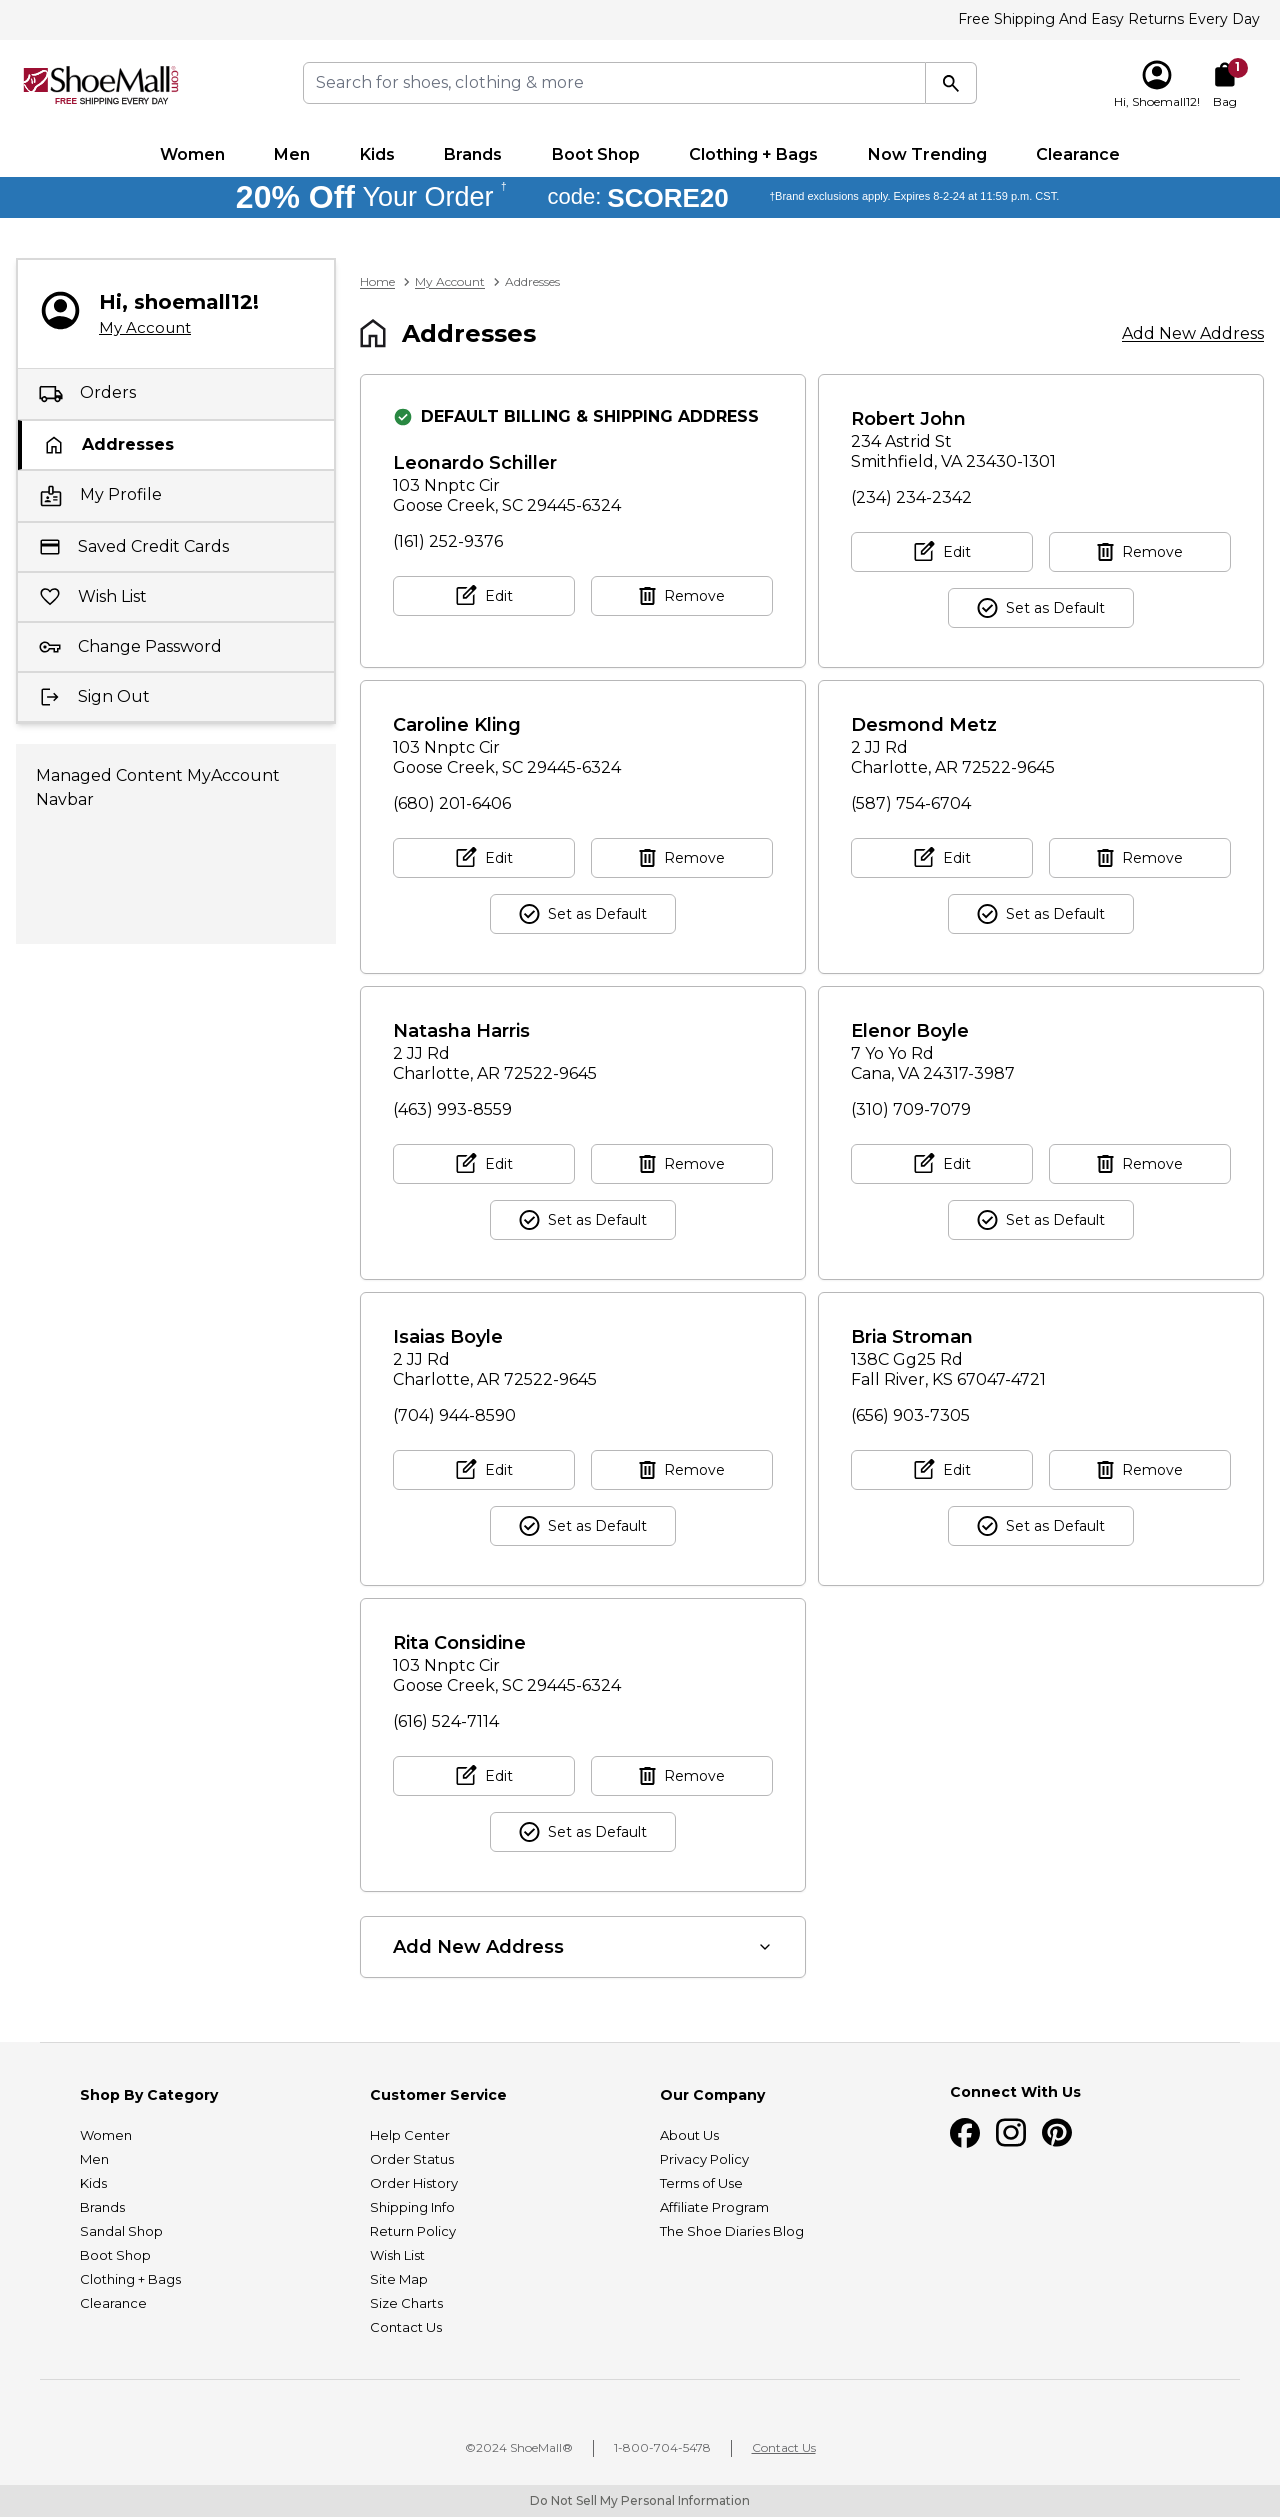 Free Shipping And Easy Returns Every Day
ShoeMall.com
FREE SHIPPING EVERY DAY
Search for shoes, clothing & more
1
Hi, Shoemall12!
Bag
Women Men Kids Brands Boot Shop Clothing + Bags Now Trending Clearance
20% Off Your Order † code: SCORE20 †Brand exclusions apply. Expires 8-2-24 at 11:59 p.m. CST.
Hi, shoemall12!
My Account
Orders
Addresses
My Profile
Saved Credit Cards
Wish List
Change Password
Sign Out
Managed Content MyAccount
Navbar
Home > My Account > Addresses
Addresses
Add New Address
DEFAULT BILLING & SHIPPING ADDRESS
Leonardo Schiller
103 Nnptc Cir
Goose Creek, SC 29445-6324
(161) 252-9376
Edit Remove
Robert John
234 Astrid St
Smithfield, VA 23430-1301
(234) 234-2342
Edit Remove
Set as Default
Caroline Kling
103 Nnptc Cir
Goose Creek, SC 29445-6324
(680) 201-6406
Edit Remove
Set as Default
Desmond Metz
2 JJ Rd
Charlotte, AR 72522-9645
(587) 754-6704
Edit Remove
Set as Default
Natasha Harris
2 JJ Rd
Charlotte, AR 72522-9645
(463) 993-8559
Edit Remove
Set as Default
Elenor Boyle
7 Yo Yo Rd
Cana, VA 24317-3987
(310) 709-7079
Edit Remove
Set as Default
Isaias Boyle
2 JJ Rd
Charlotte, AR 72522-9645
(704) 944-8590
Edit Remove
Set as Default
Bria Stroman
138C Gg25 Rd
Fall River, KS 67047-4721
(656) 903-7305
Edit Remove
Set as Default
Rita Considine
103 Nnptc Cir
Goose Creek, SC 29445-6324
(616) 524-7114
Edit Remove
Set as Default
Add New Address
Shop By Category
Women
Men
Kids
Brands
Sandal Shop
Boot Shop
Clothing + Bags
Clearance
Customer Service
Help Center
Order Status
Order History
Shipping Info
Return Policy
Wish List
Site Map
Size Charts
Contact Us
Our Company
About Us
Privacy Policy
Terms of Use
Affiliate Program
The Shoe Diaries Blog
Connect With Us
©2024 ShoeMall® 1-800-704-5478 Contact Us
Do Not Sell My Personal Information